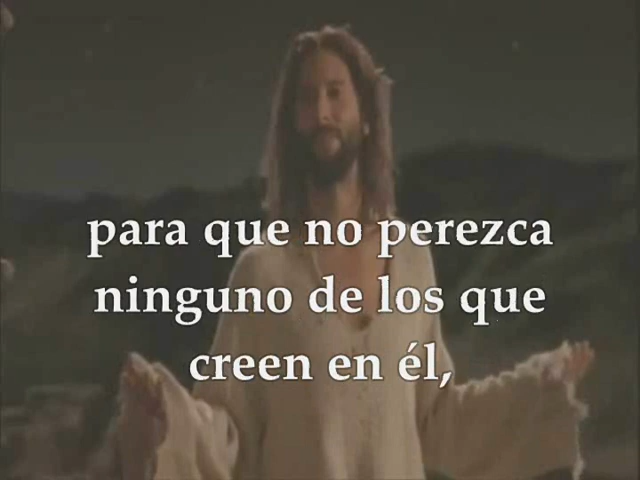 para que no perezca
ninguno de los que
creen en él,